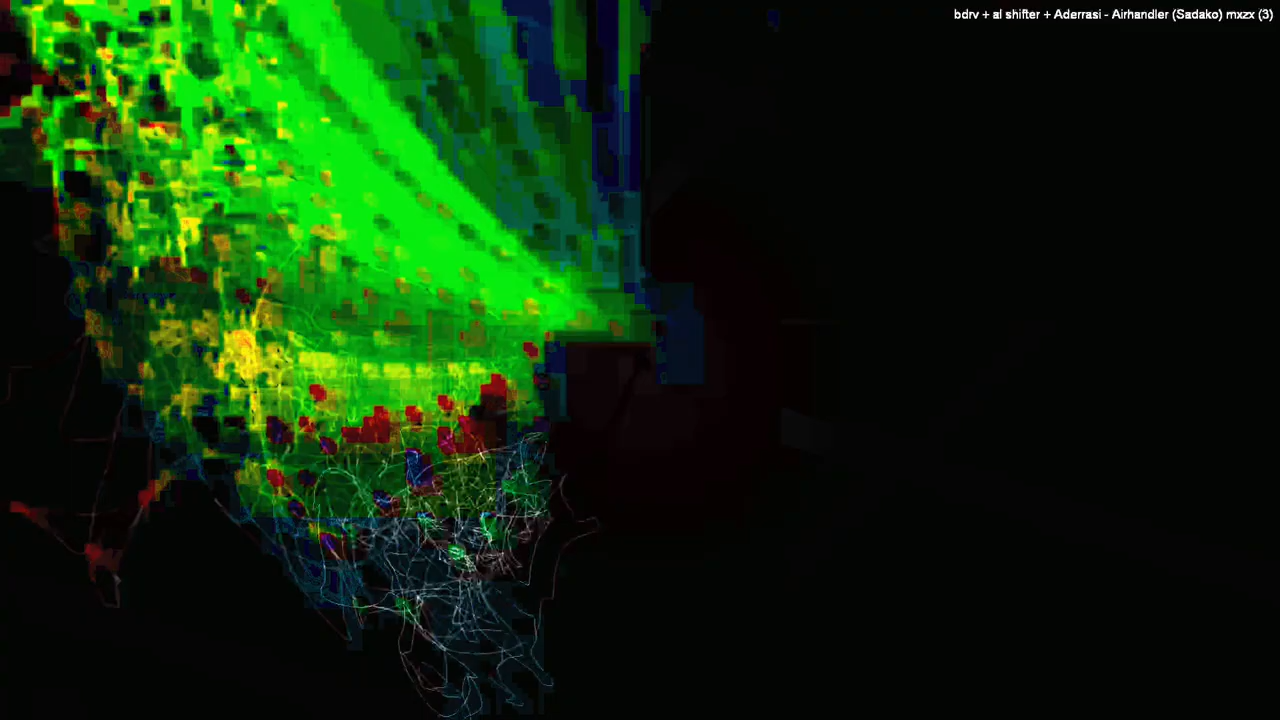 bdrv + al shifter + Aderrasi - Airhandler (Sadako) mxzx (3)